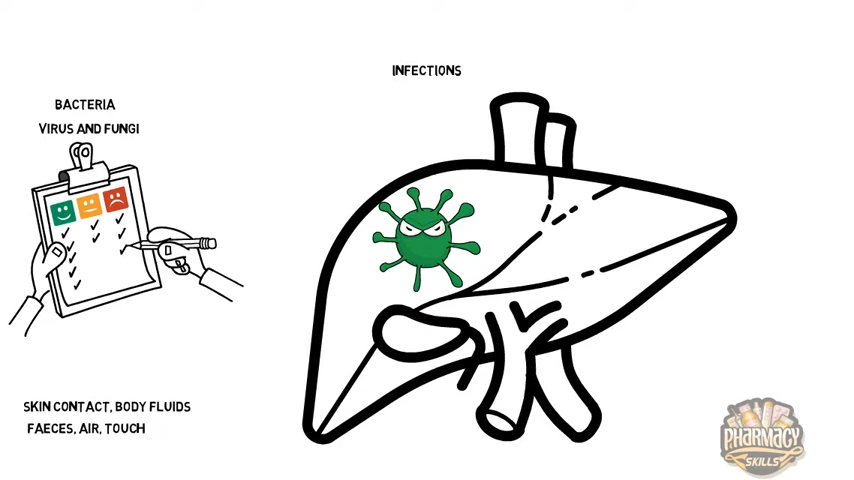 INFECTIONS
BACTERIA
VIRUS AND FUNGI
SKIN CONTACT, BODY FLUIDS
FAECES, AIR, TOUCH
PHARMACY
SKILLS